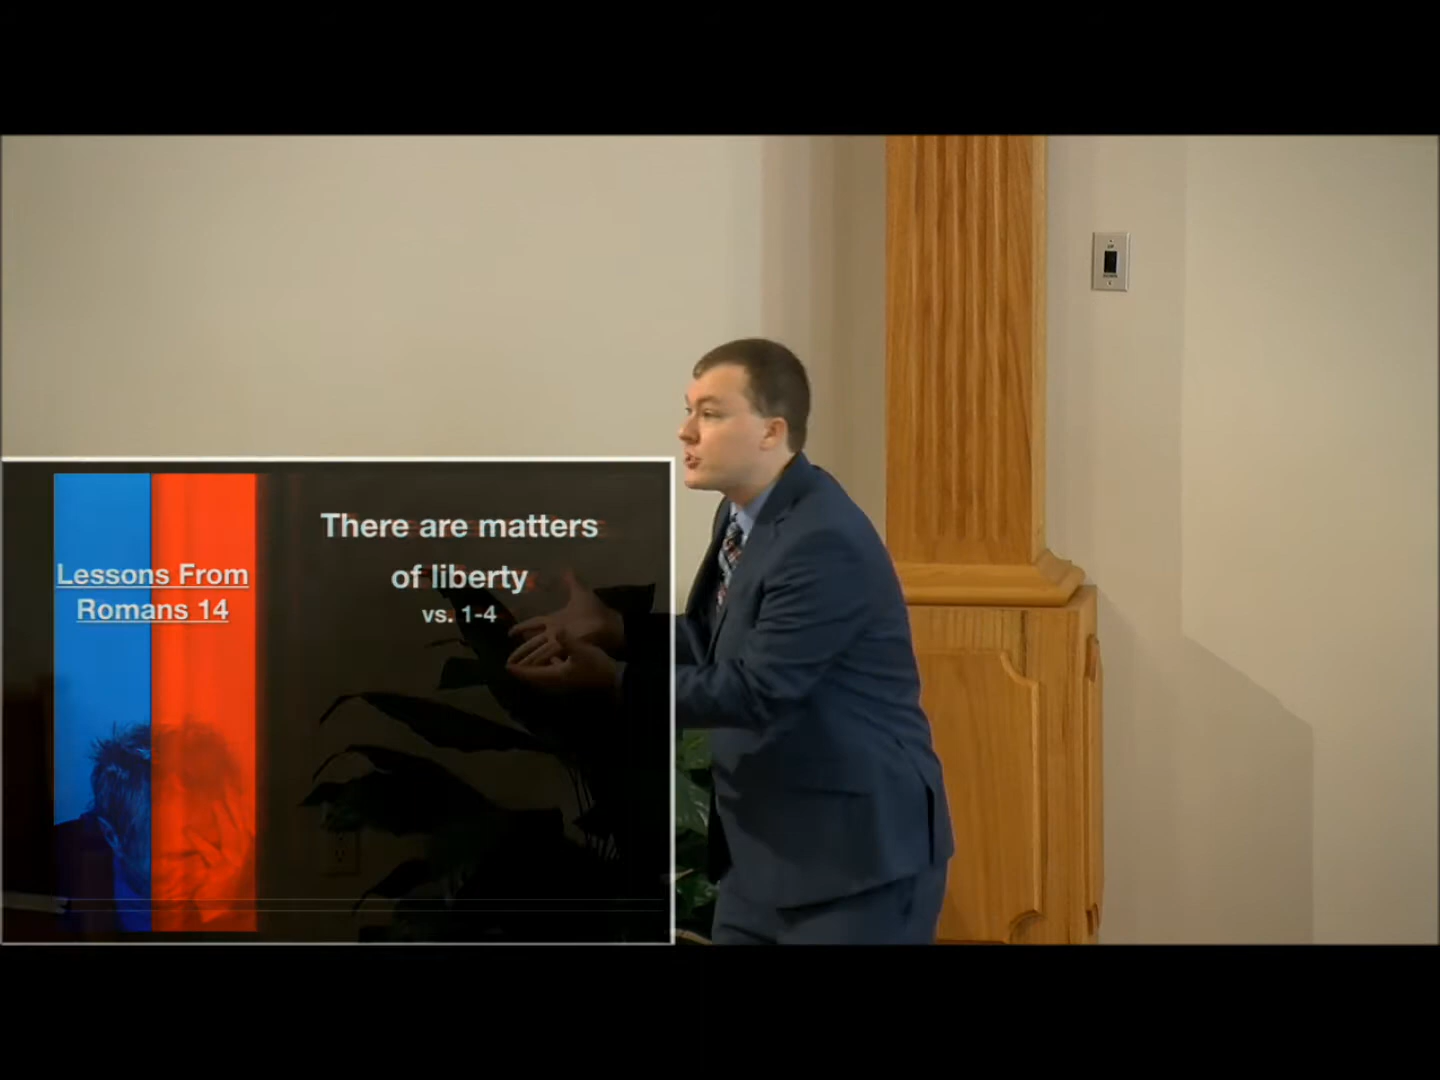 Lessons From
Romans 14
There are matters
of liberty
vs. 1-4